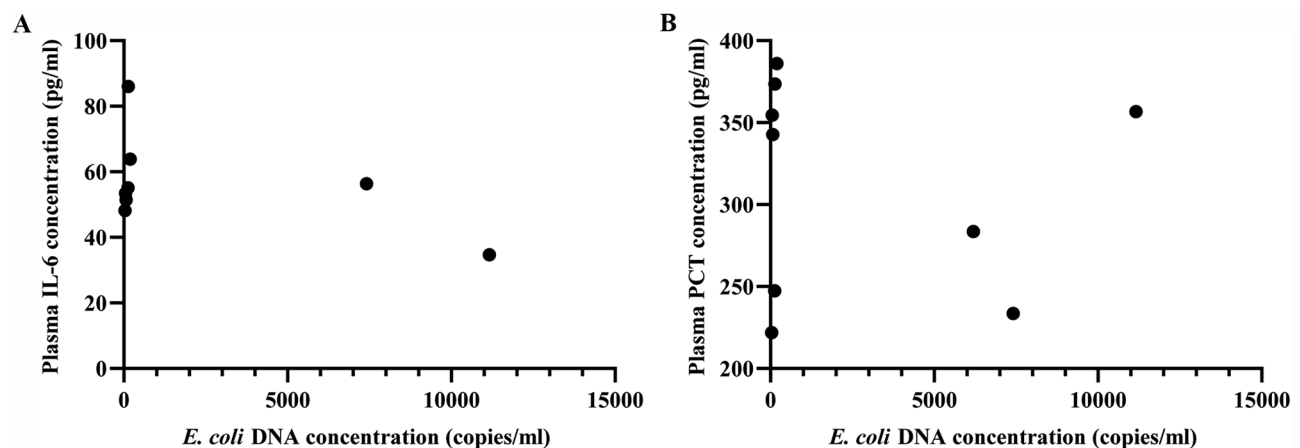 A
Plasma IL-6 concentration (pg/ml)
100
80
60
40
20
0
0 5000 10000 15000
E. coli DNA concentration (copies/ml)
B
Plasma PCT concentration (pg/ml)
400
350
300
250
200
0 5000 10000 15000
E. coli DNA concentration (copies/ml)